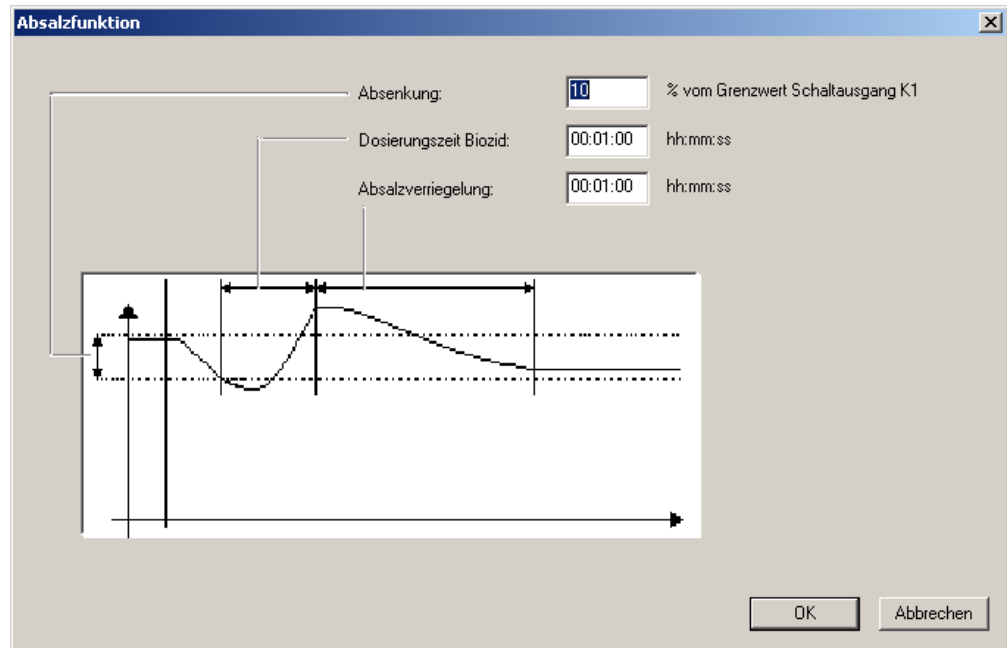 Absalzfunktion
Absenkung: 10 % vom Grenzwert Schaltausgang K1
Dosierungszeit Biozid: 00:01:00 hh:mm:ss
Absalzverriegelung: 00:01:00 hh:mm:ss
OK Abbrechen